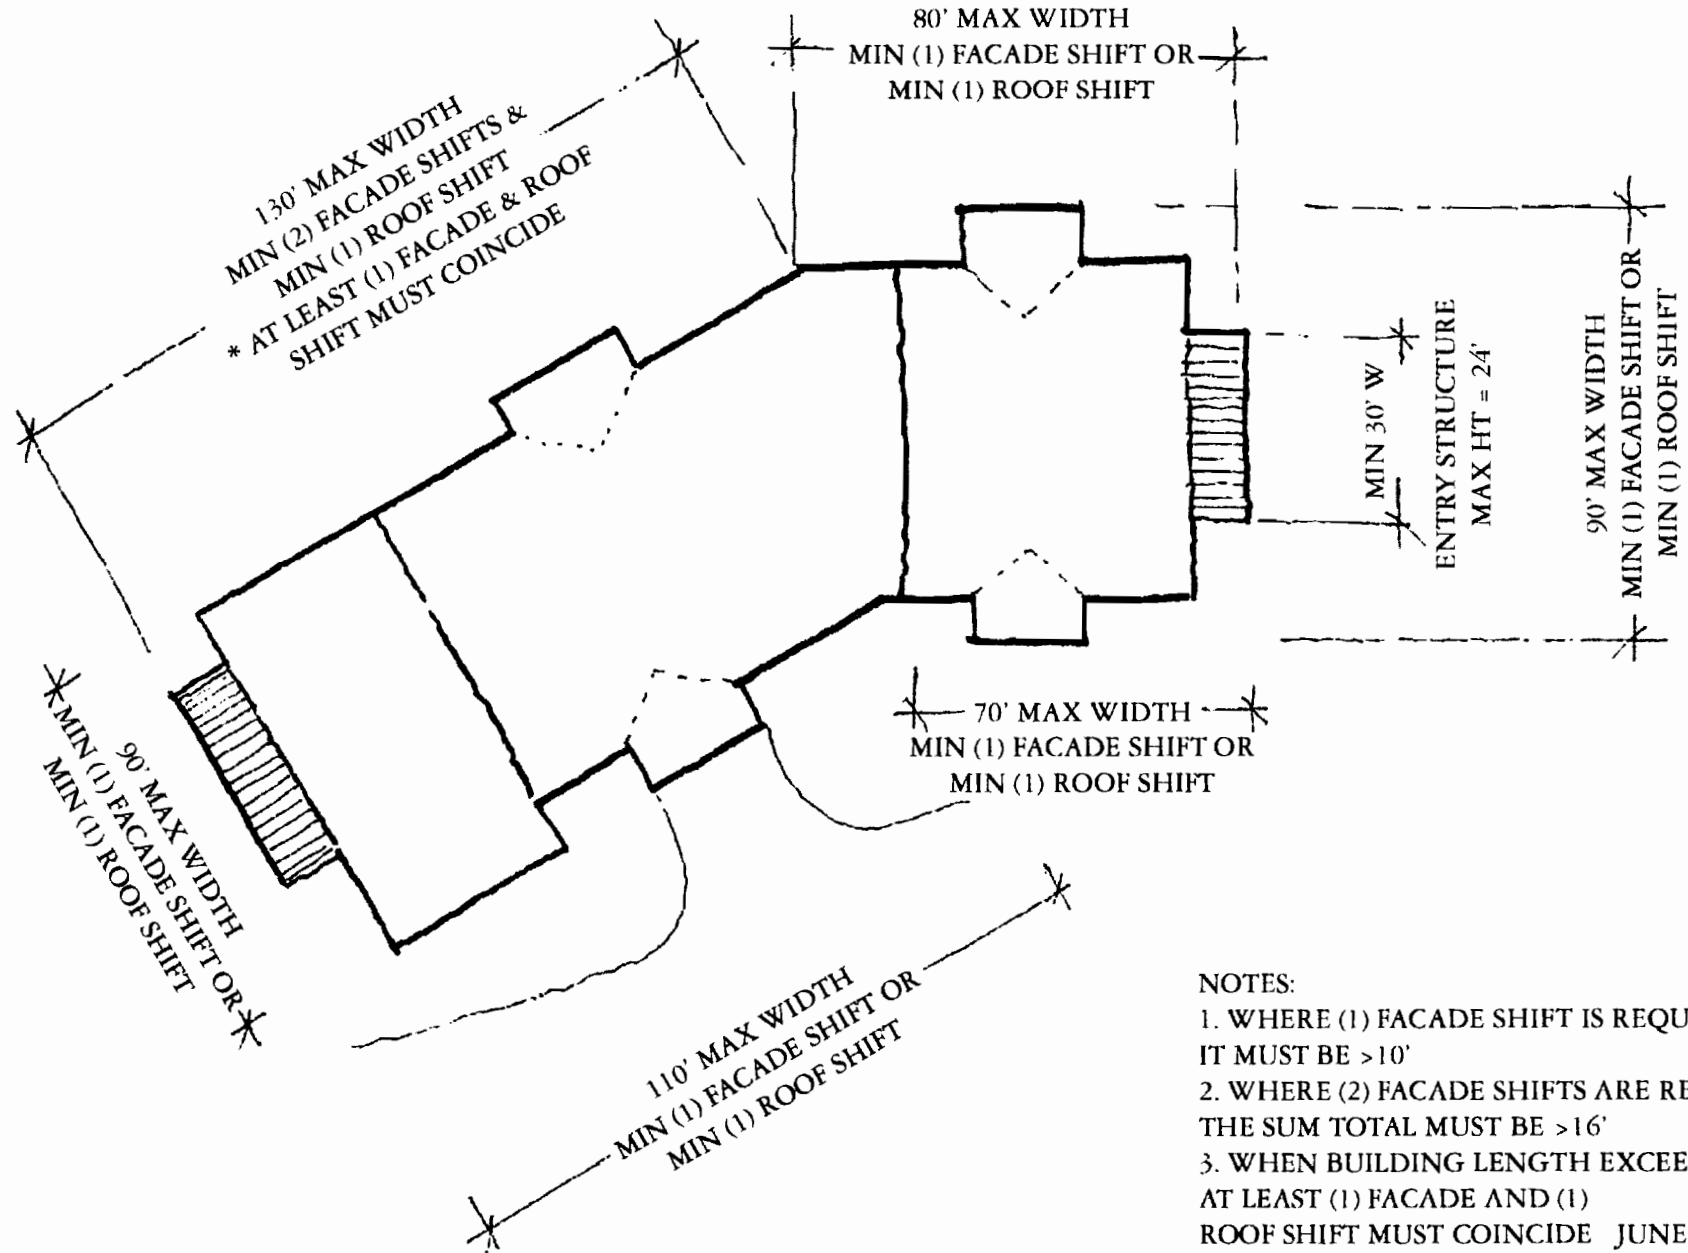 80' MAX WIDTH
MIN (1) FACADE SHIFT OR
MIN (1) ROOF SHIFT
130' MAX WIDTH
MIN (2) FACADE SHIFTS &
MIN (1) ROOF SHIFT
* AT LEAST (1) FACADE & ROOF
SHIFT MUST COINCIDE
MIN 30' W
ENTRY STRUCTURE
MAX HT = 24'
90' MAX WIDTH
MIN (1) FACADE SHIFT OR
MIN (1) ROOF SHIFT
70' MAX WIDTH
MIN (1) FACADE SHIFT OR
MIN (1) ROOF SHIFT
90' MAX WIDTH
MIN (1) FACADE SHIFT OR
MIN (1) ROOF SHIFT
110' MAX WIDTH
MIN (1) FACADE SHIFT OR
MIN (1) ROOF SHIFT
NOTES:
1. WHERE (1) FACADE SHIFT IS REQU
IT MUST BE >10'
2. WHERE (2) FACADE SHIFTS ARE RE
THE SUM TOTAL MUST BE >16'
3. WHEN BUILDING LENGTH EXCEE
AT LEAST (1) FACADE AND (1)
ROOF SHIFT MUST COINCIDE JUNE